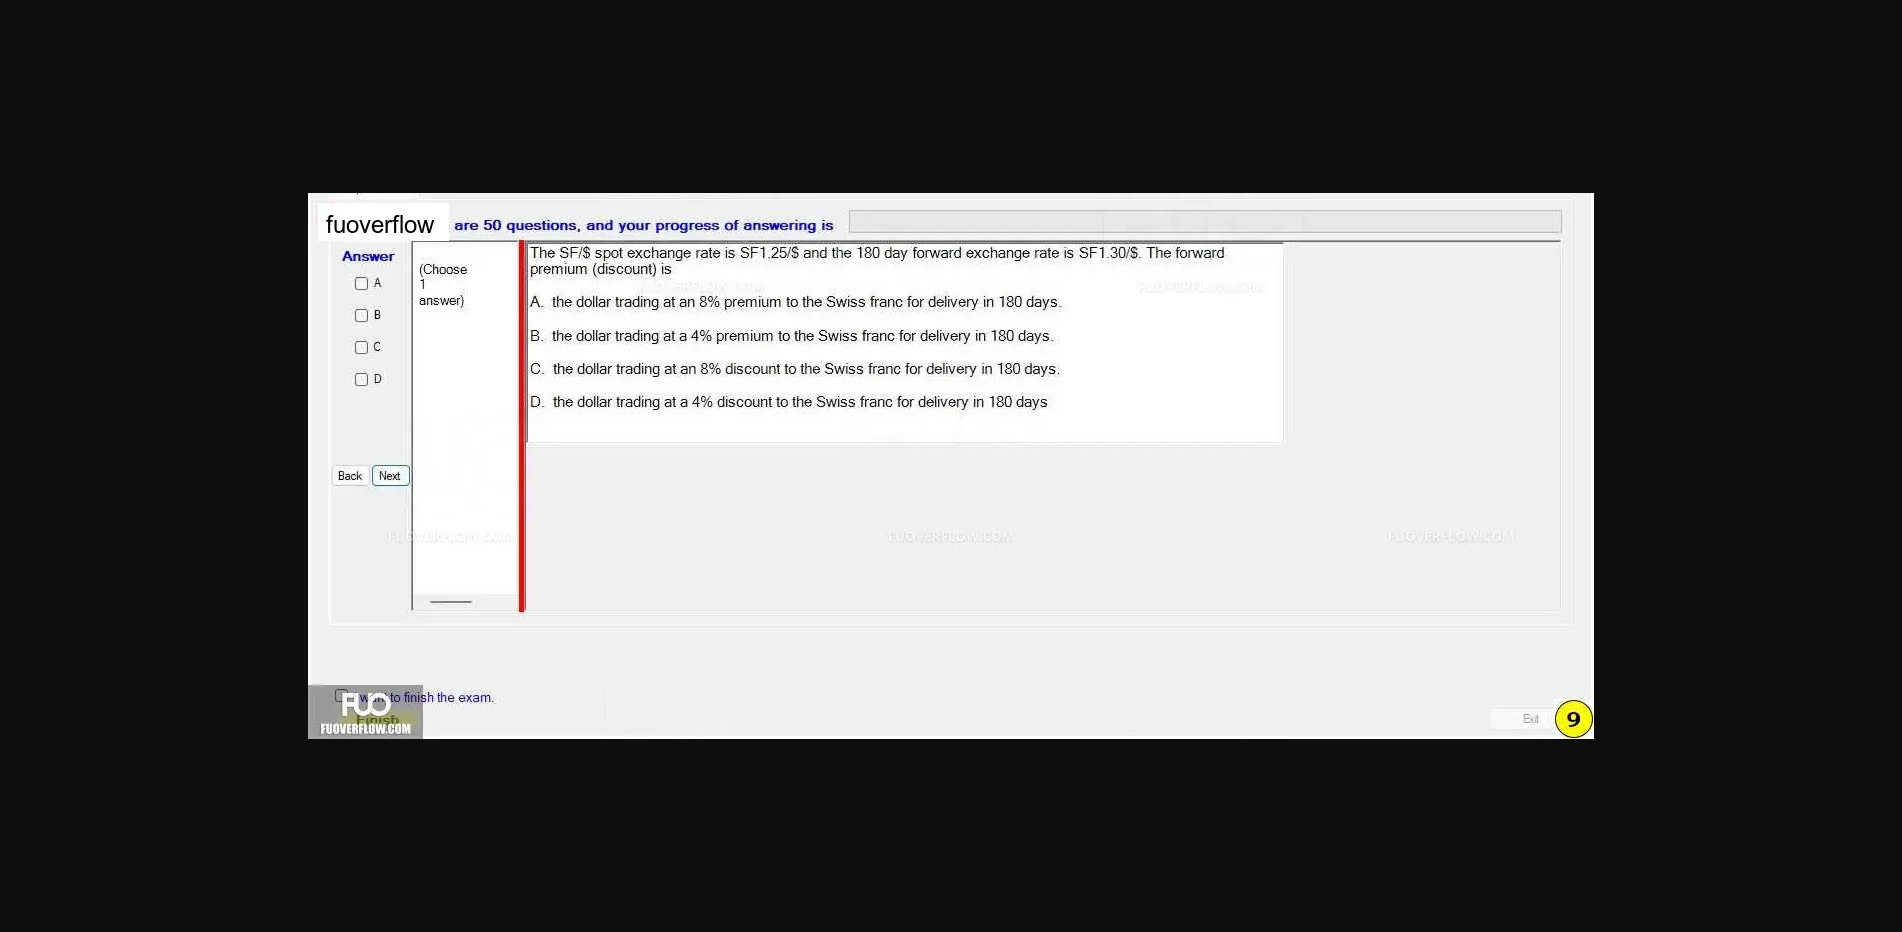 fuoverflow are 50 questions, and your progress of answering is
Answer
A
B
C
D
Back Next
(Choose
1
answer)
The SF/$ spot exchange rate is SF1.25/$ and the 180 day forward exchange rate is SF1.30/$. The forward
premium (discount) is
A. the dollar trading at an 8% premium to the Swiss franc for delivery in 180 days.
B. the dollar trading at a 4% premium to the Swiss franc for delivery in 180 days.
C. the dollar trading at an 8% discount to the Swiss franc for delivery in 180 days.
D. the dollar trading at a 4% discount to the Swiss franc for delivery in 180 days
FUOVERFLOW.COM FUOVERFLOW.COM
FUOVERFLOW.COM FUOVERFLOW.COM FUOVERFLOW.COM
want to finish the exam.
FUO
Finish
FUOVERFLOW.COM
Exit 9